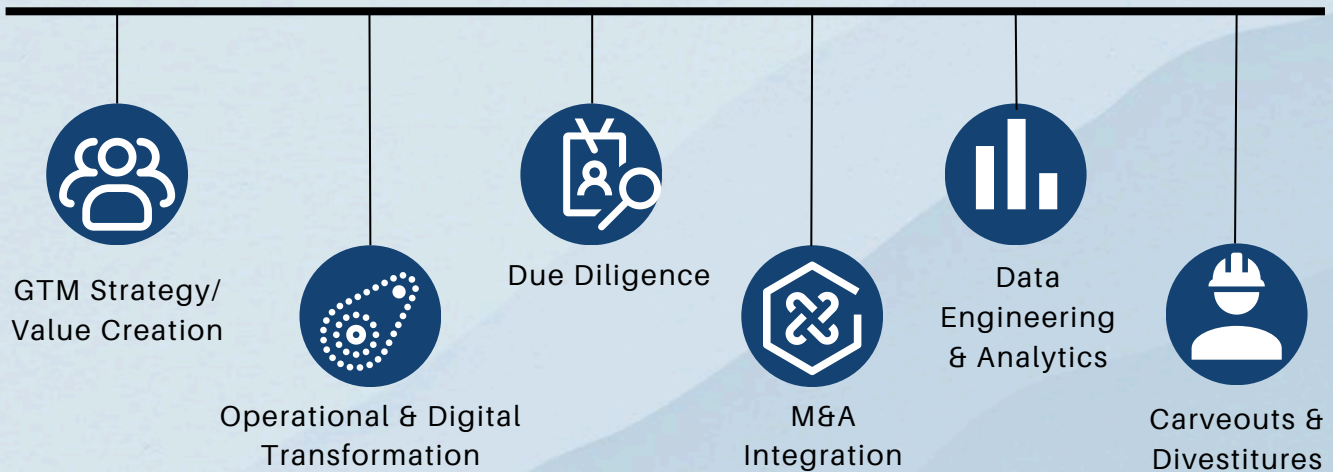 GTM Strategy/
Value Creation
Operational & Digital
Transformation
Due Diligence
M&A
Integration
Data
Engineering
& Analytics
Carveouts &
Divestitures